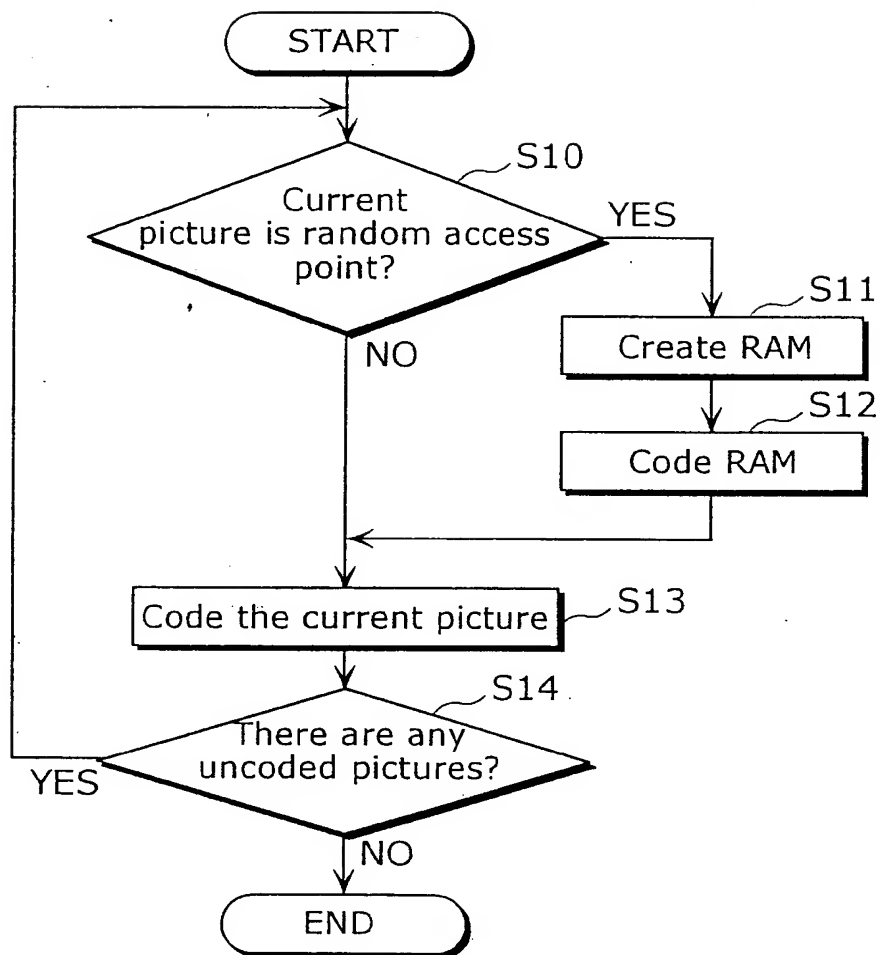 START
S10
Current
picture is random access
point?
YES
NO
S11
Create RAM
S12
Code RAM
Code the current picture
S13
S14
There are any
uncoded pictures?
YES
NO
END